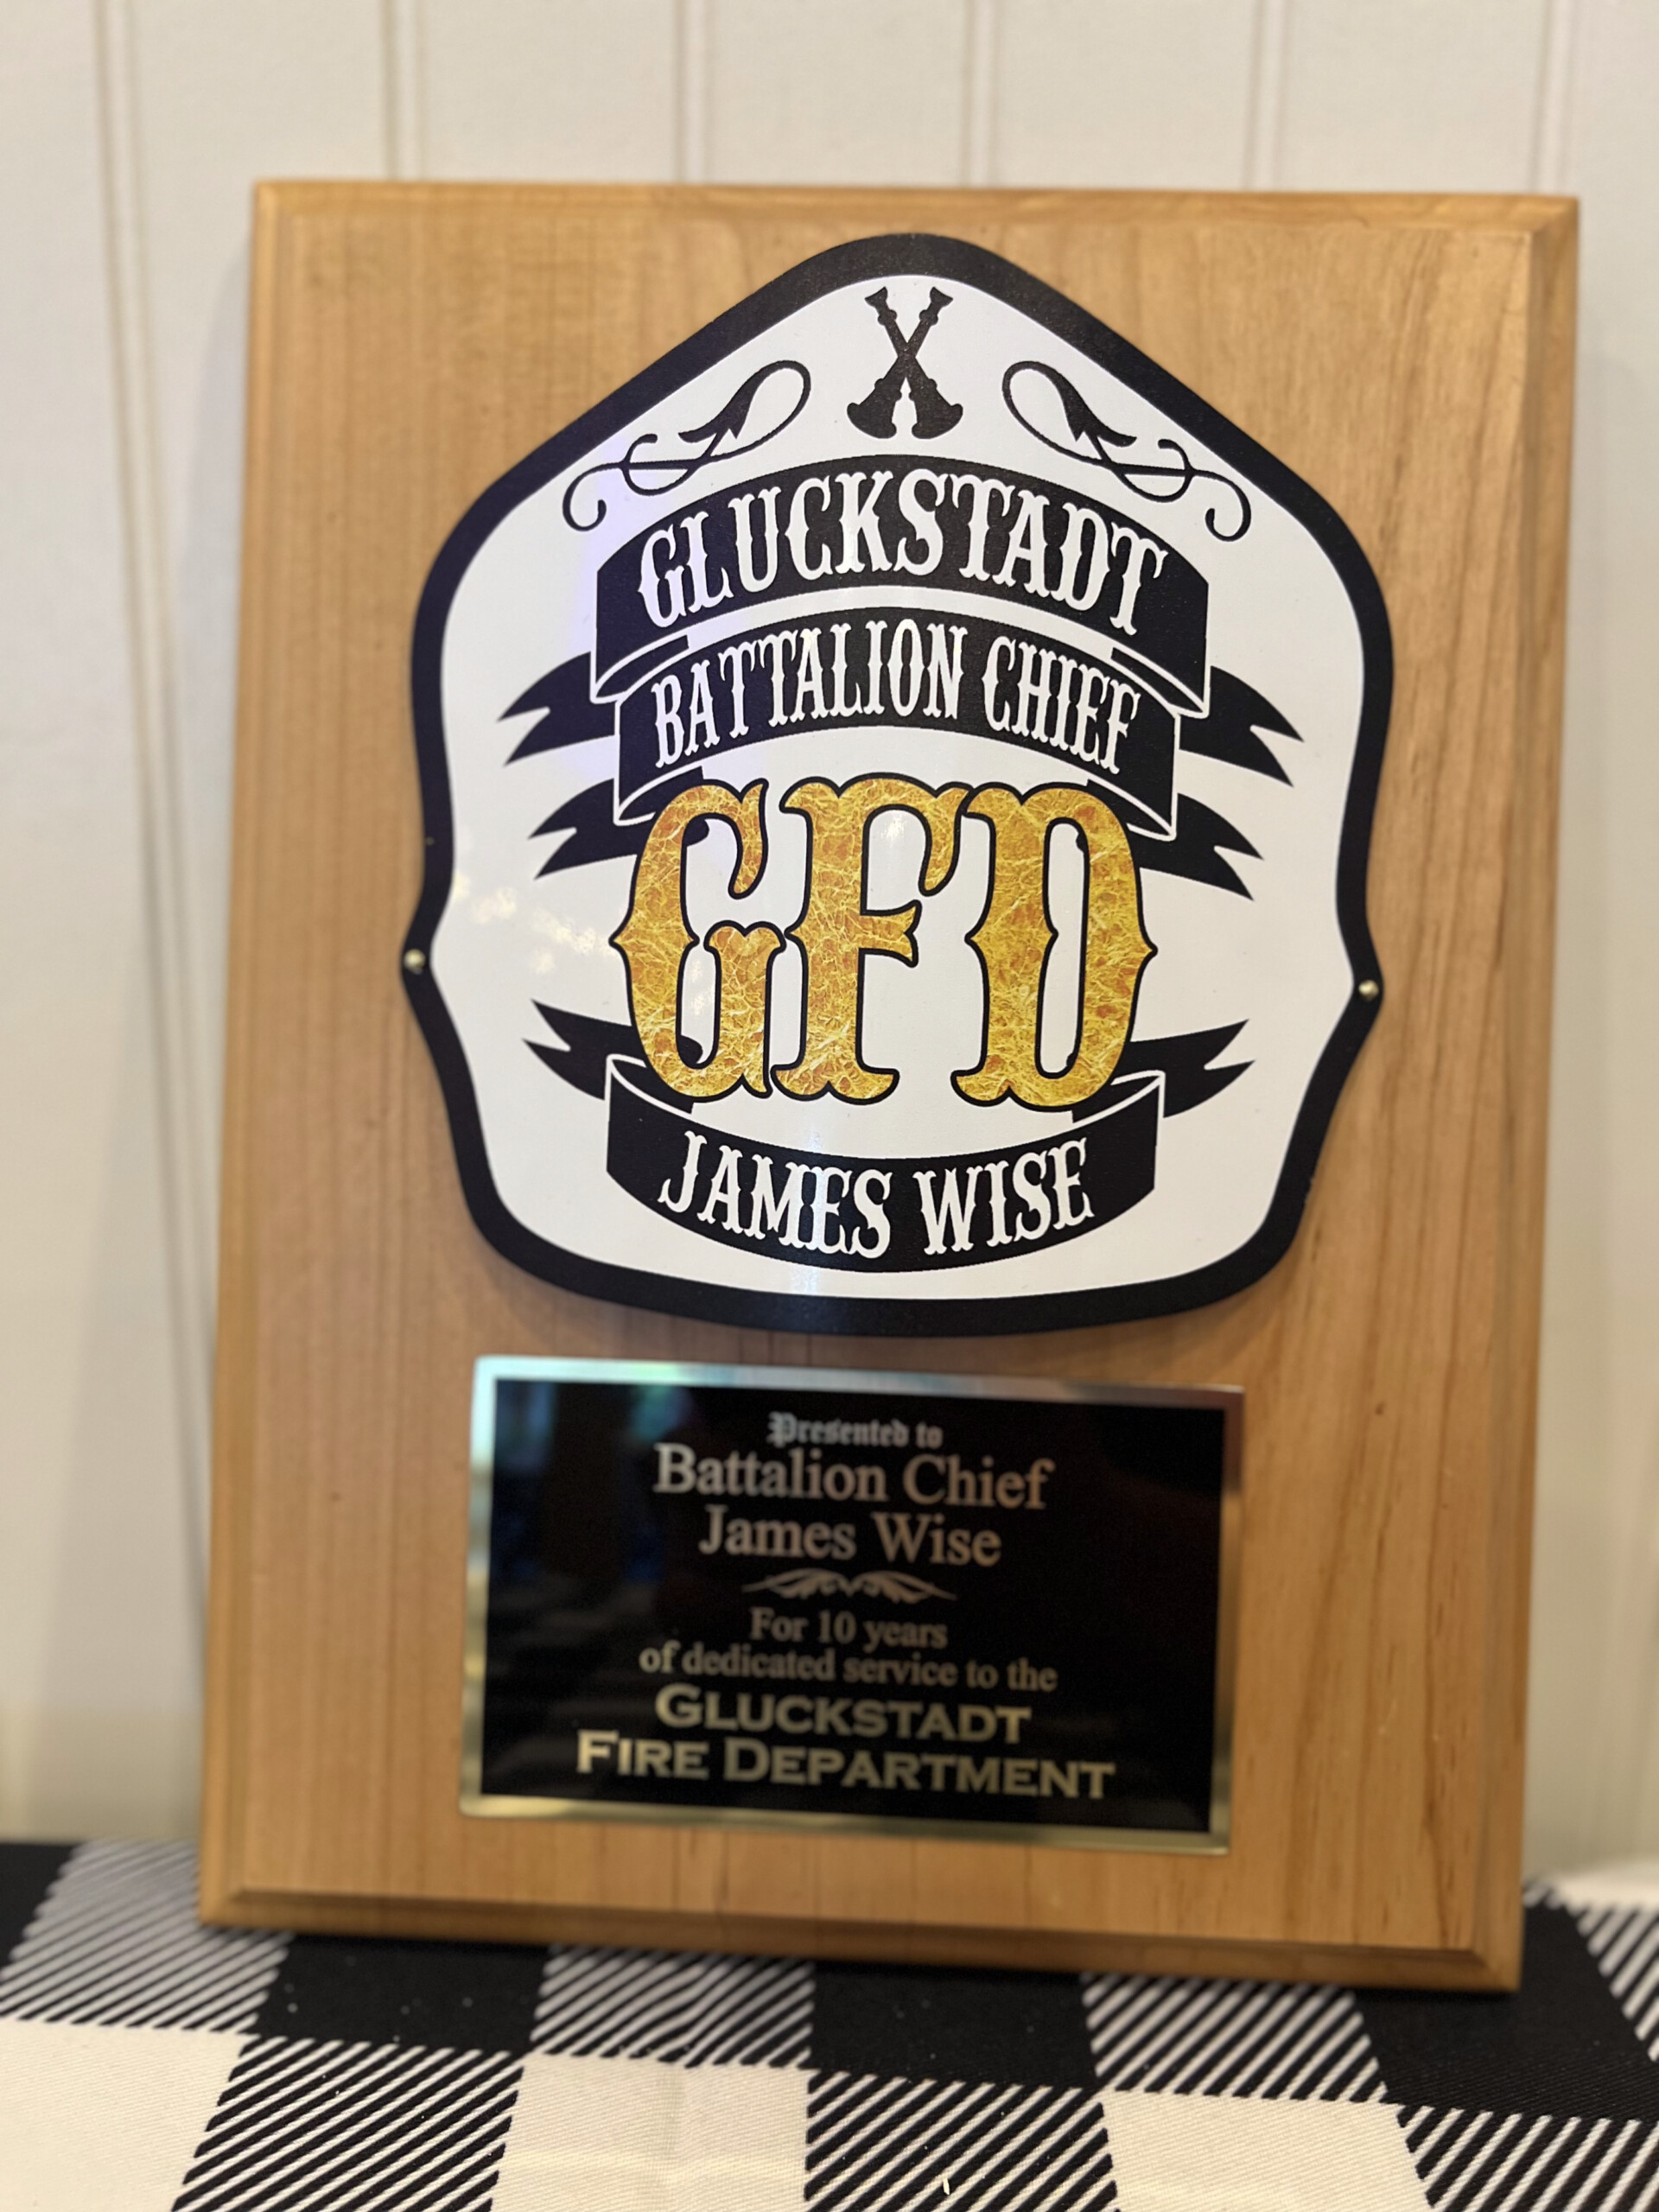 GLUCKSTADT
BATTALION CHIEF
GFD
JAMES WISE
Presented to
Battalion Chief
James Wise
For 10 years
of dedicated service to the
GLUCKSTADT
FIRE DEPARTMENT